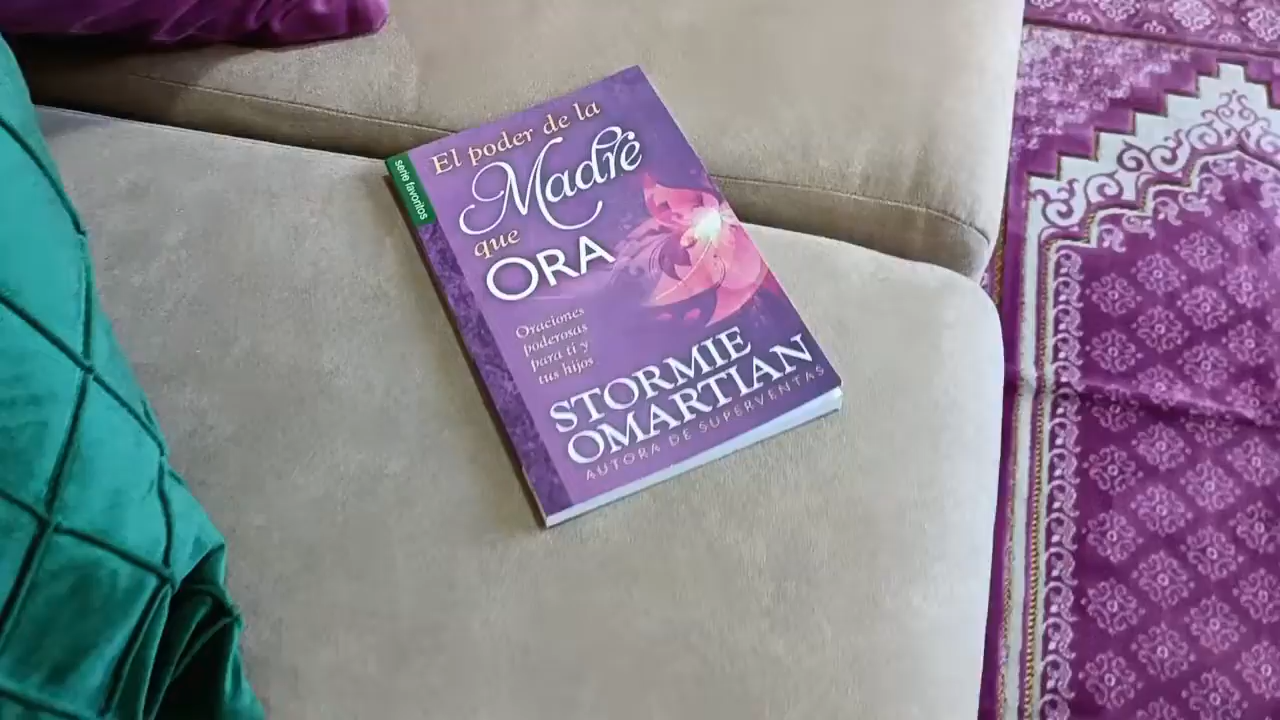 serie favoritos
El poder de la
Madre
que
ORA
Oraciones
poderosas
para ti y
tus hijos
STORMIE
OMARTIAN
AUTORA DE SUPERVENTAS